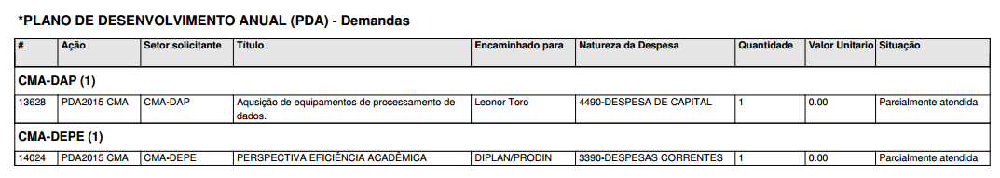 *PLANO DE DESENVOLVIMENTO ANUAL (PDA) - Demandas
# Ação Setor solicitante Título Encaminhado para Natureza da Despesa Quantidade Valor Unitario Situação
CMA-DAP (1)
13628 PDA2015 CMA CMA-DAP Aqusição de equipamentos de processamento de Leonor Toro 4490-DESPESA DE CAPITAL 1 0.00 Parcialmente atendida
dados.
CMA-DEPE (1)
14024 PDA2015 CMA CMA-DEPE PERSPECTIVA EFICIÊNCIA ACADÊMICA DIPLAN/PRODIN 3390-DESPESAS CORRENTES 1 0.00 Parcialmente atendida